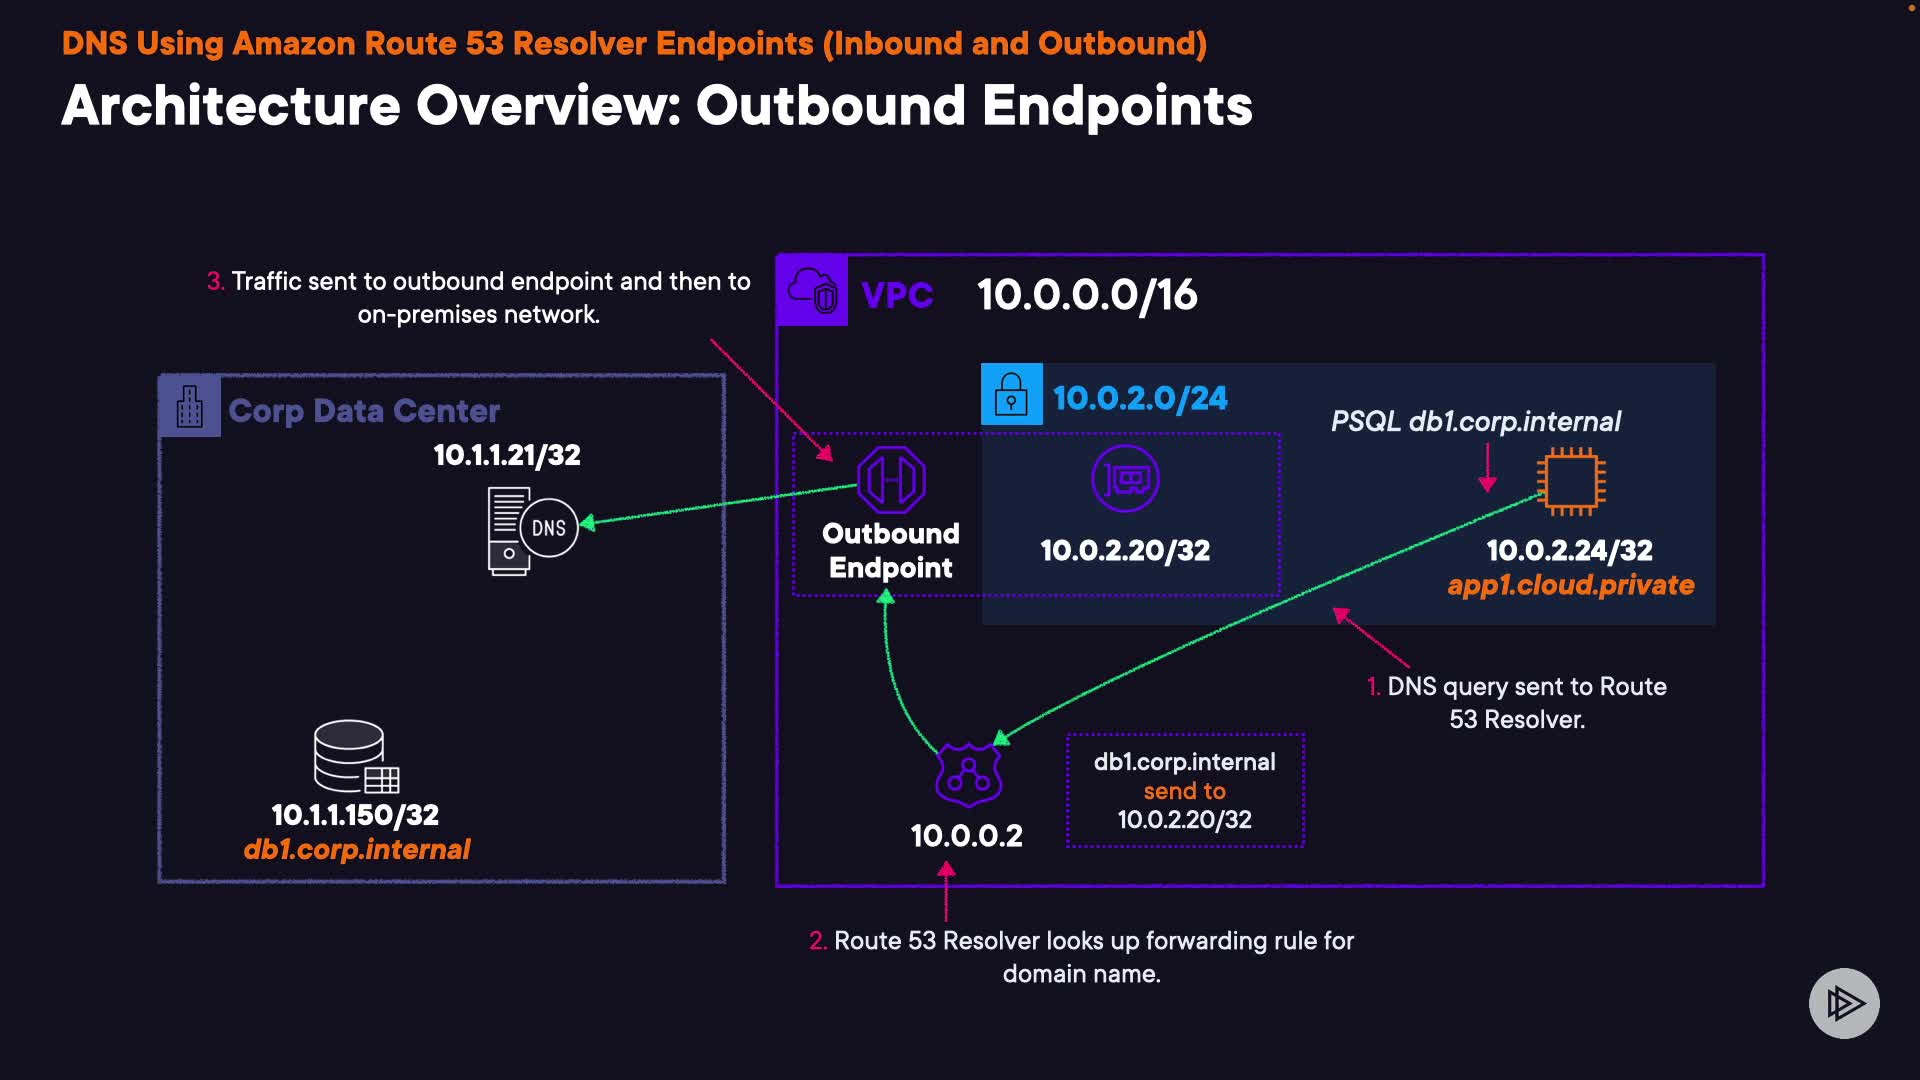 DNS Using Amazon Route 53 Resolver Endpoints (Inbound and Outbound)
Architecture Overview: Outbound Endpoints
3. Traffic sent to outbound endpoint and then to
on-premises network.
VPC 10.0.0.0/16
Corp Data Center
10.1.1.21/32
DNS
10.0.2.0/24
PSQL db1.corp.internal
Outbound
Endpoint
10.0.2.20/32
10.0.2.24/32
app1.cloud.private
1. DNS query sent to Route
53 Resolver.
10.1.1.150/32
db1.corp.internal
10.0.0.2
db1.corp.internal
send to
10.0.2.20/32
2. Route 53 Resolver looks up forwarding rule for
domain name.